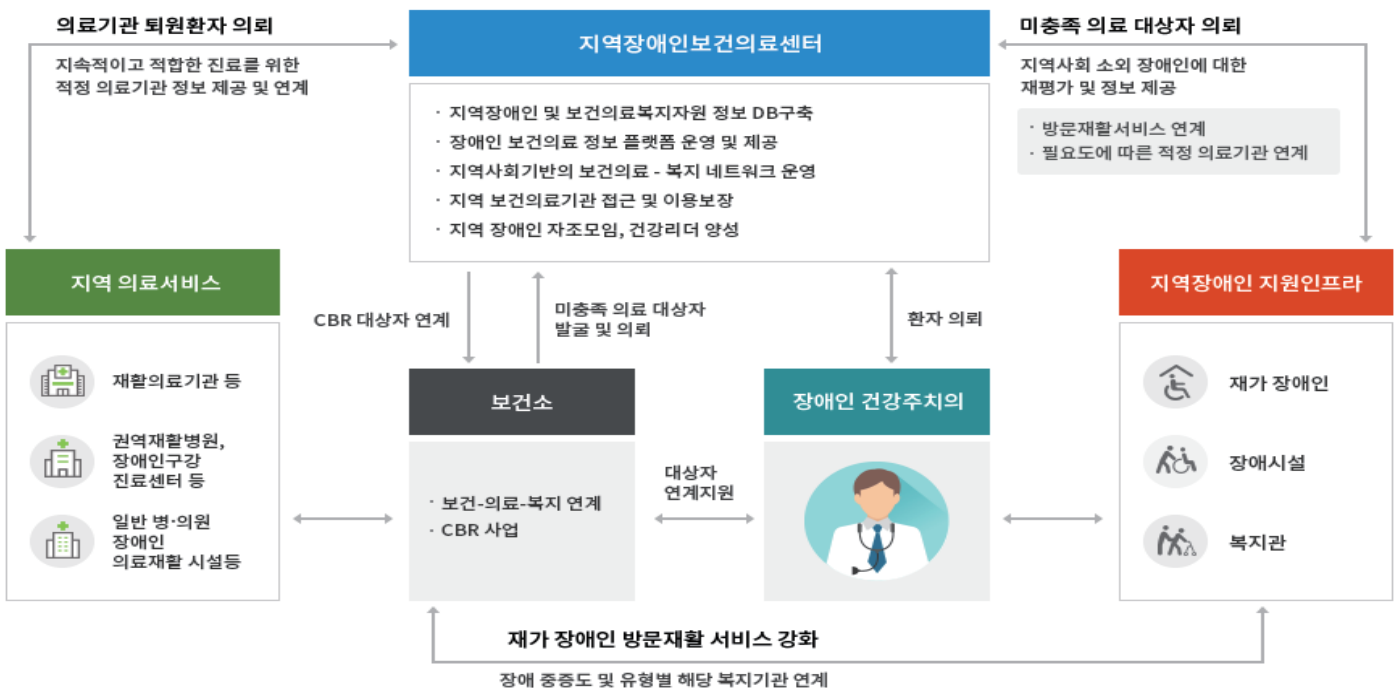 의료기관 퇴원환자 의뢰
지속적이고 적합한 진료를 위한
적정 의료기관 정보 제공 및 연계
지역장애인보건의료센터
· 지역장애인 및 보건의료복지자원 정보 DB구축
· 장애인 보건의료 정보 플랫폼 운영 및 제공
· 지역사회기반의 보건의료 - 복지 네트워크 운영
· 지역 보건의료기관 접근 및 이용보장
· 지역 장애인 자조모임, 건강리더 양성
미충족 의료 대상자 의뢰
지역사회 소외 장애인에 대한
재평가 및 정보 제공
· 방문재활서비스 연계
· 필요도에 따른 적정 의료기관 연계
지역 의료서비스
재활의료기관 등
권역재활병원,
장애인구강
진료센터 등
일반 병·의원
장애인
의료재활 시설등
CBR 대상자 연계
미충족 의료 대상자
발굴 및 의뢰
환자 의뢰
보건소
· 보건-의료-복지 연계
· CBR 사업
대상자
연계지원
장애인 건강주치의
지역장애인 지원인프라
재가 장애인
장애시설
복지관
재가 장애인 방문재활 서비스 강화
장애 중증도 및 유형별 해당 복지기관 연계